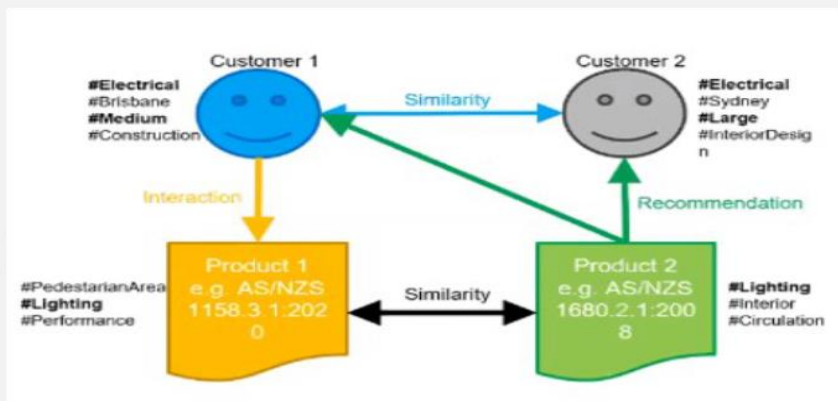 Customer 1
Customer 2
#Electrical
#Brisbane
#Medium
#Construction
Similarity
#Electrical
#Sydney
#Large
#InteriorDesig
n
Interaction
Recommendation
#PedestarianArea
#Lighting
#Performance
Product 1
e.g. AS/NZS
1158.3.1:202
0
Similarity
Product 2
e.g. AS/NZS
1680.2.1:200
8
#Lighting
#Interior
#Circulation